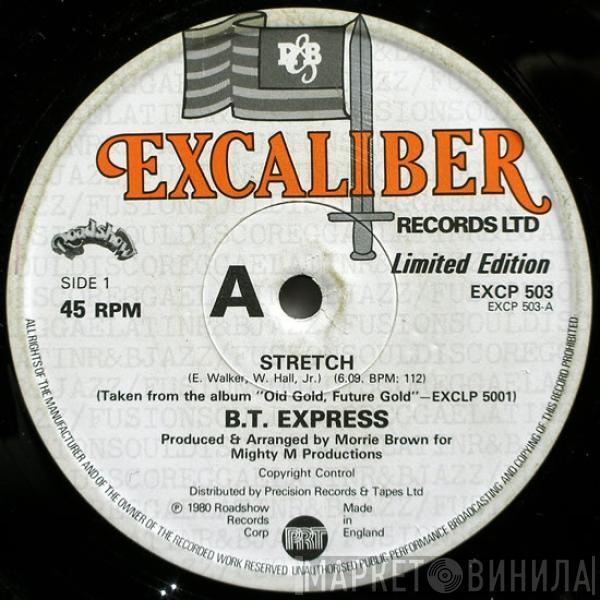 R&B
EXCALIBER
RECORDS LTD
Roadshow
Limited Edition
SIDE 1
A
EXCP 503
45 RPM
EXCP 503-A
STRETCH
(E. Walker, W. Hall, Jr.) (6.09. BPM: 112)
(Taken from the album "Old Gold, Future Gold"—EXCLP 5001)
B.T. EXPRESS
Produced & Arranged by Morrie Brown for
Mighty M Productions
Copyright Control
Distributed by Precision Records & Tapes Ltd
℗ 1980 Roadshow
Records
Corp
PRT
Made
in
England
ALL RIGHTS OF THE MANUFACTURER AND OF THE OWNER OF THE RECORDED WORK RESERVED UNAUTHORISED PUBLIC PERFORMANCE BROADCASTING AND COPYING OF THIS RECORD PROHIBITED
МАРКЕТ ВИНИЛА